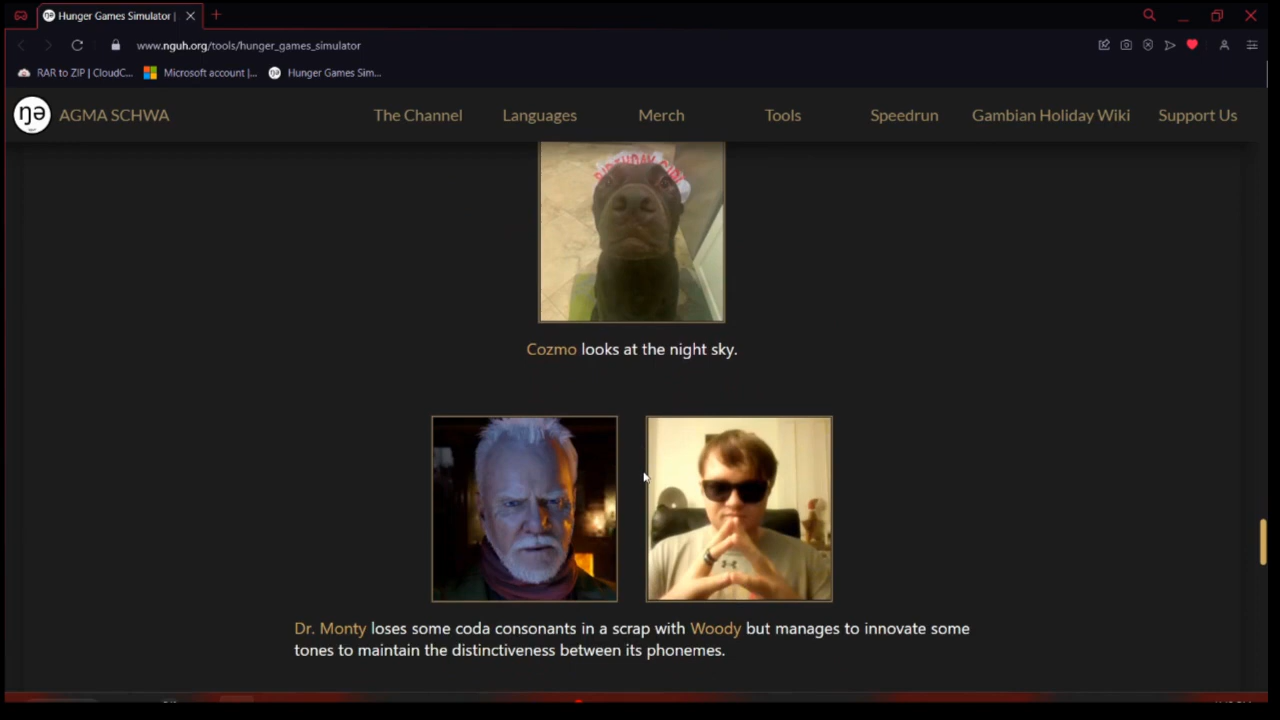 Hunger Games Simulator |
www.nguh.org/tools/hunger_games_simulator
RAR to ZIP | CloudC... Microsoft account |... Hunger Games Sim...
ŋə AGMA SCHWA The Channel Languages Merch Tools Speedrun Gambian Holiday Wiki Support Us
Cozmo looks at the night sky.
Dr. Monty loses some coda consonants in a scrap with Woody but manages to innovate some
tones to maintain the distinctiveness between its phonemes.